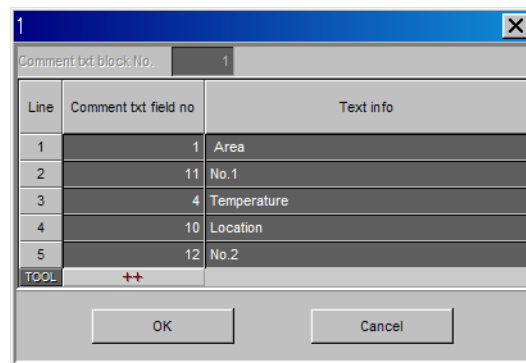 1
Comment txt block No. 1
Line Comment txt field no Text info
1 1 Area
2 11 No.1
3 4 Temperature
4 10 Location
5 12 No.2
TOOL ++
OK Cancel